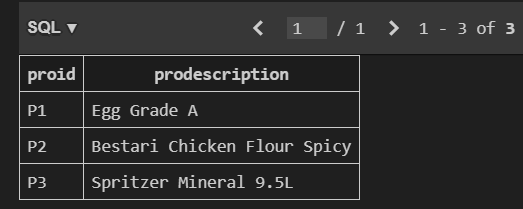 SQL ▼ < 1 / 1 > 1 - 3 of 3
proid prodescription
P1 Egg Grade A
P2 Bestari Chicken Flour Spicy
P3 Spritzer Mineral 9.5L